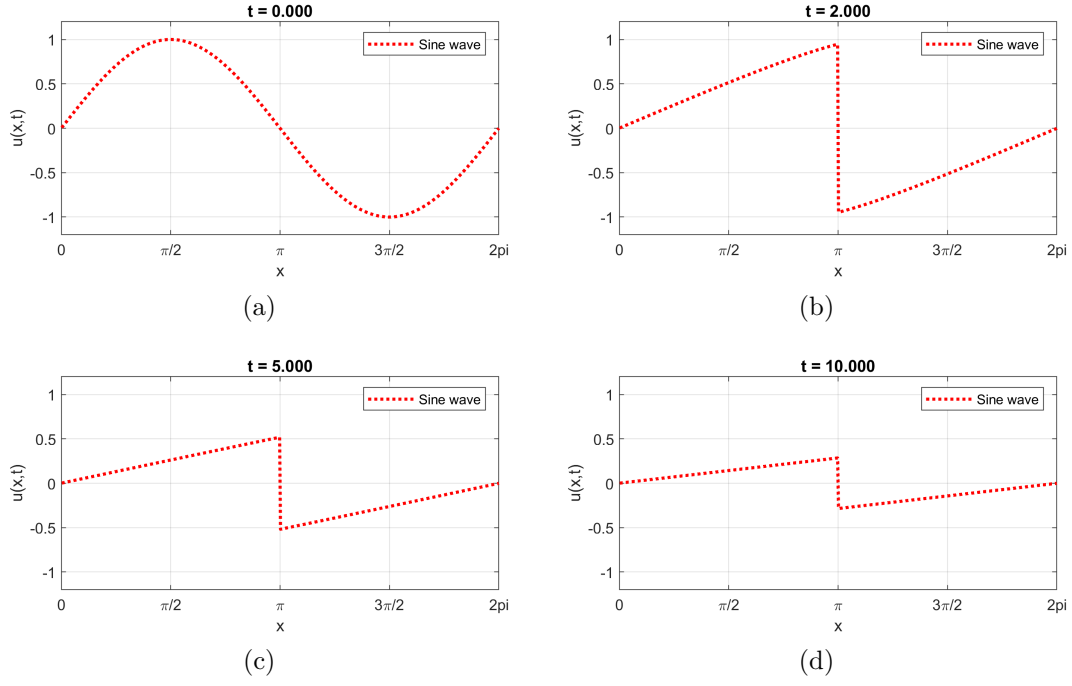 t = 0.000
1
0.5
0
-0.5
-1
u(x,t)
Sine wave
0
π/2
π
3π/2
2pi
x
(a)
t = 2.000
1
0.5
0
-0.5
-1
u(x,t)
Sine wave
0
π/2
π
3π/2
2pi
x
(b)
t = 5.000
1
0.5
0
-0.5
-1
u(x,t)
Sine wave
0
π/2
π
3π/2
2pi
x
(c)
t = 10.000
1
0.5
0
-0.5
-1
u(x,t)
Sine wave
0
π/2
π
3π/2
2pi
x
(d)